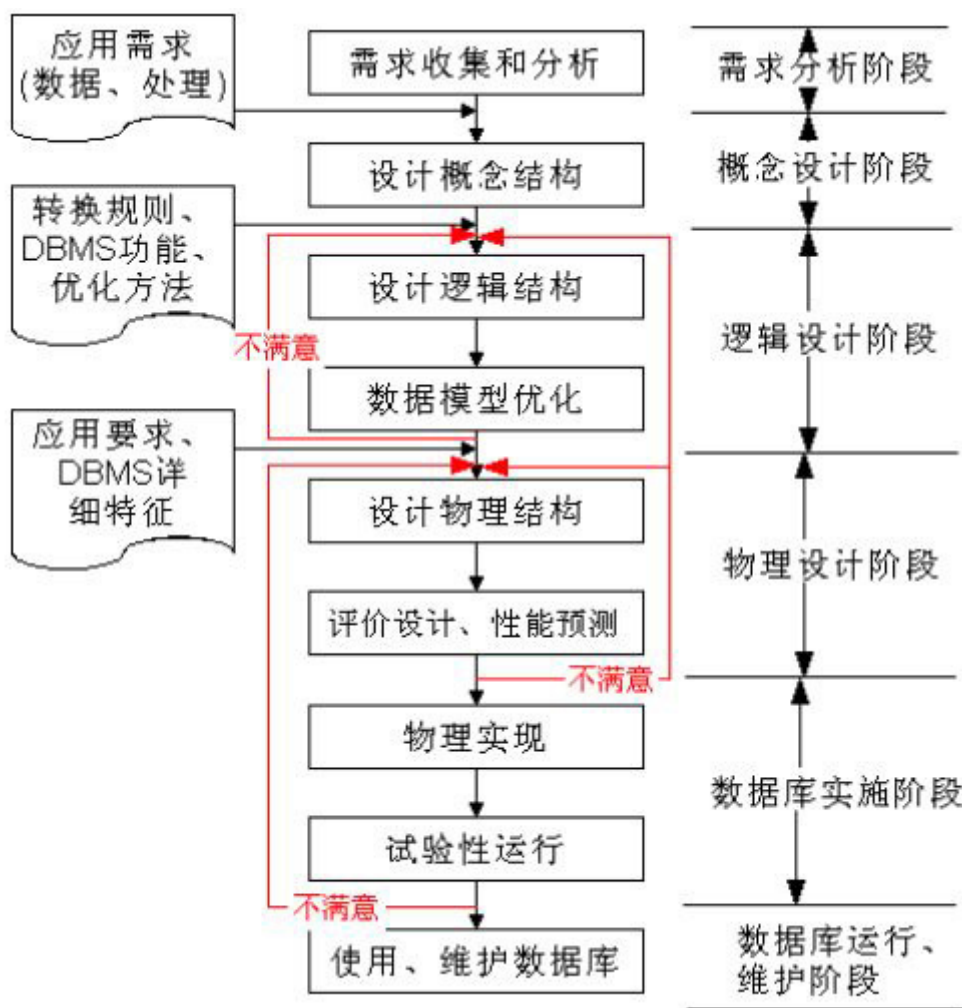 应用需求
(数据、处理)
需求收集和分析
需求分析阶段
设计概念结构
概念设计阶段
转换规则、
DBMS功能、
优化方法
设计逻辑结构
不满意
逻辑设计阶段
数据模型优化
应用要求、
DBMS详
细特征
设计物理结构
物理设计阶段
评价设计、性能预测
不满意
物理实现
数据库实施阶段
试验性运行
不满意
使用、维护数据库
数据库运行、
维护阶段